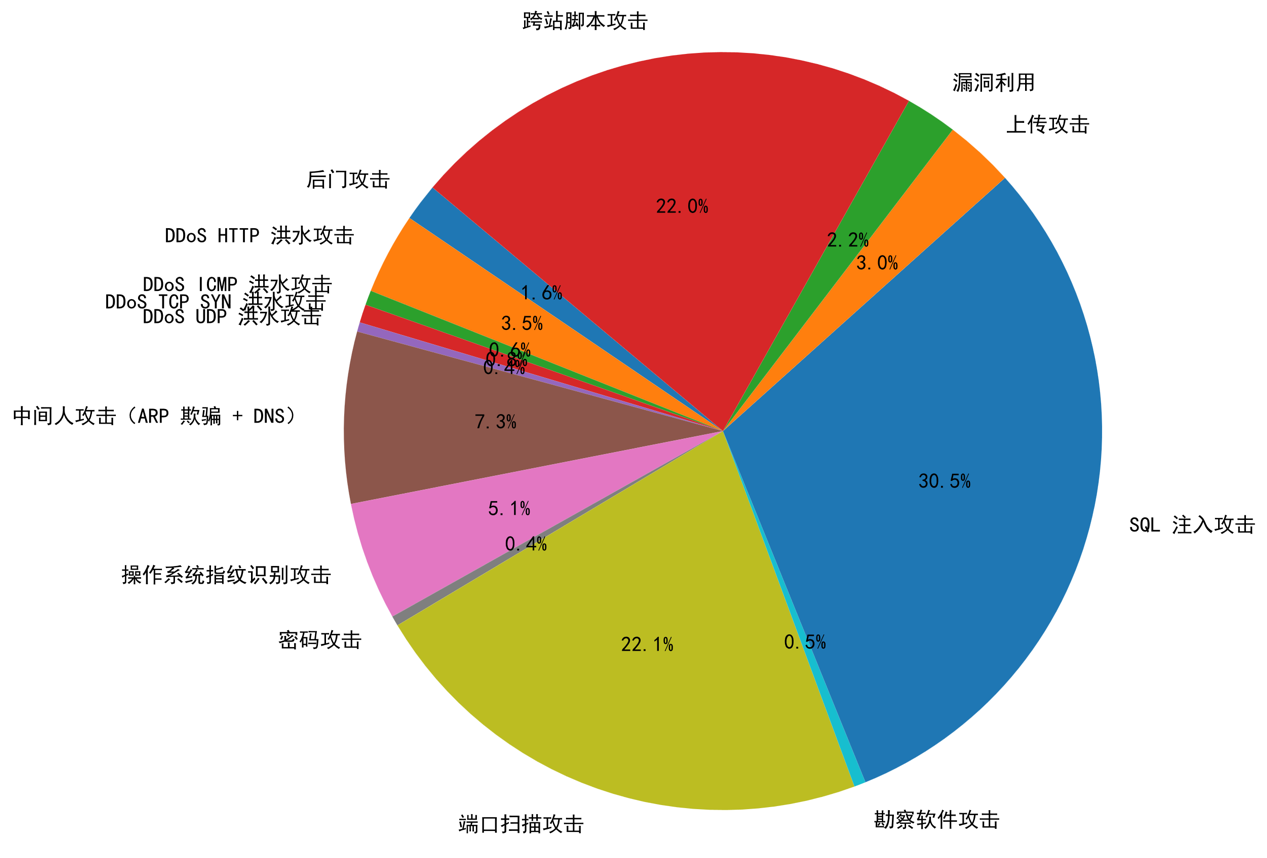 跨站脚本攻击
漏洞利用
上传攻击
后门攻击
22.0%
DDoS HTTP 洪水攻击
2.2%
3.0%
DDoS ICMP 洪水攻击
1.6%
DDoS TCP SYN 洪水攻击
DDoS UDP 洪水攻击
3.5%
0.6%
0.8%
0.4%
中间人攻击（ARP 欺骗 + DNS）
7.3%
30.5%
5.1%
SQL 注入攻击
0.4%
操作系统指纹识别攻击
密码攻击
22.1%
0.5%
端口扫描攻击
勘察软件攻击